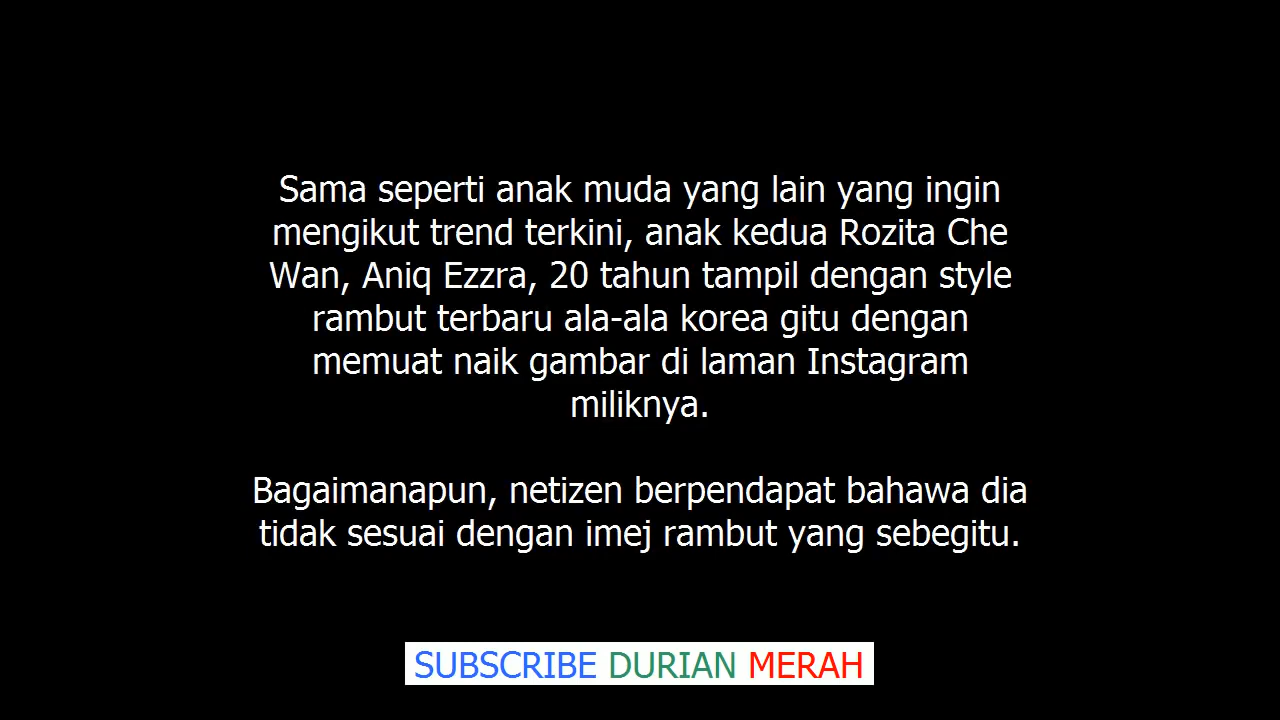 Sama seperti anak muda yang lain yang ingin
mengikut trend terkini, anak kedua Rozita Che
Wan, Aniq Ezzra, 20 tahun tampil dengan style
rambut terbaru ala-ala korea gitu dengan
memuat naik gambar di laman Instagram
miliknya.
Bagaimanapun, netizen berpendapat bahawa dia
tidak sesuai dengan imej rambut yang sebegitu.
SUBSCRIBE DURIAN MERAH